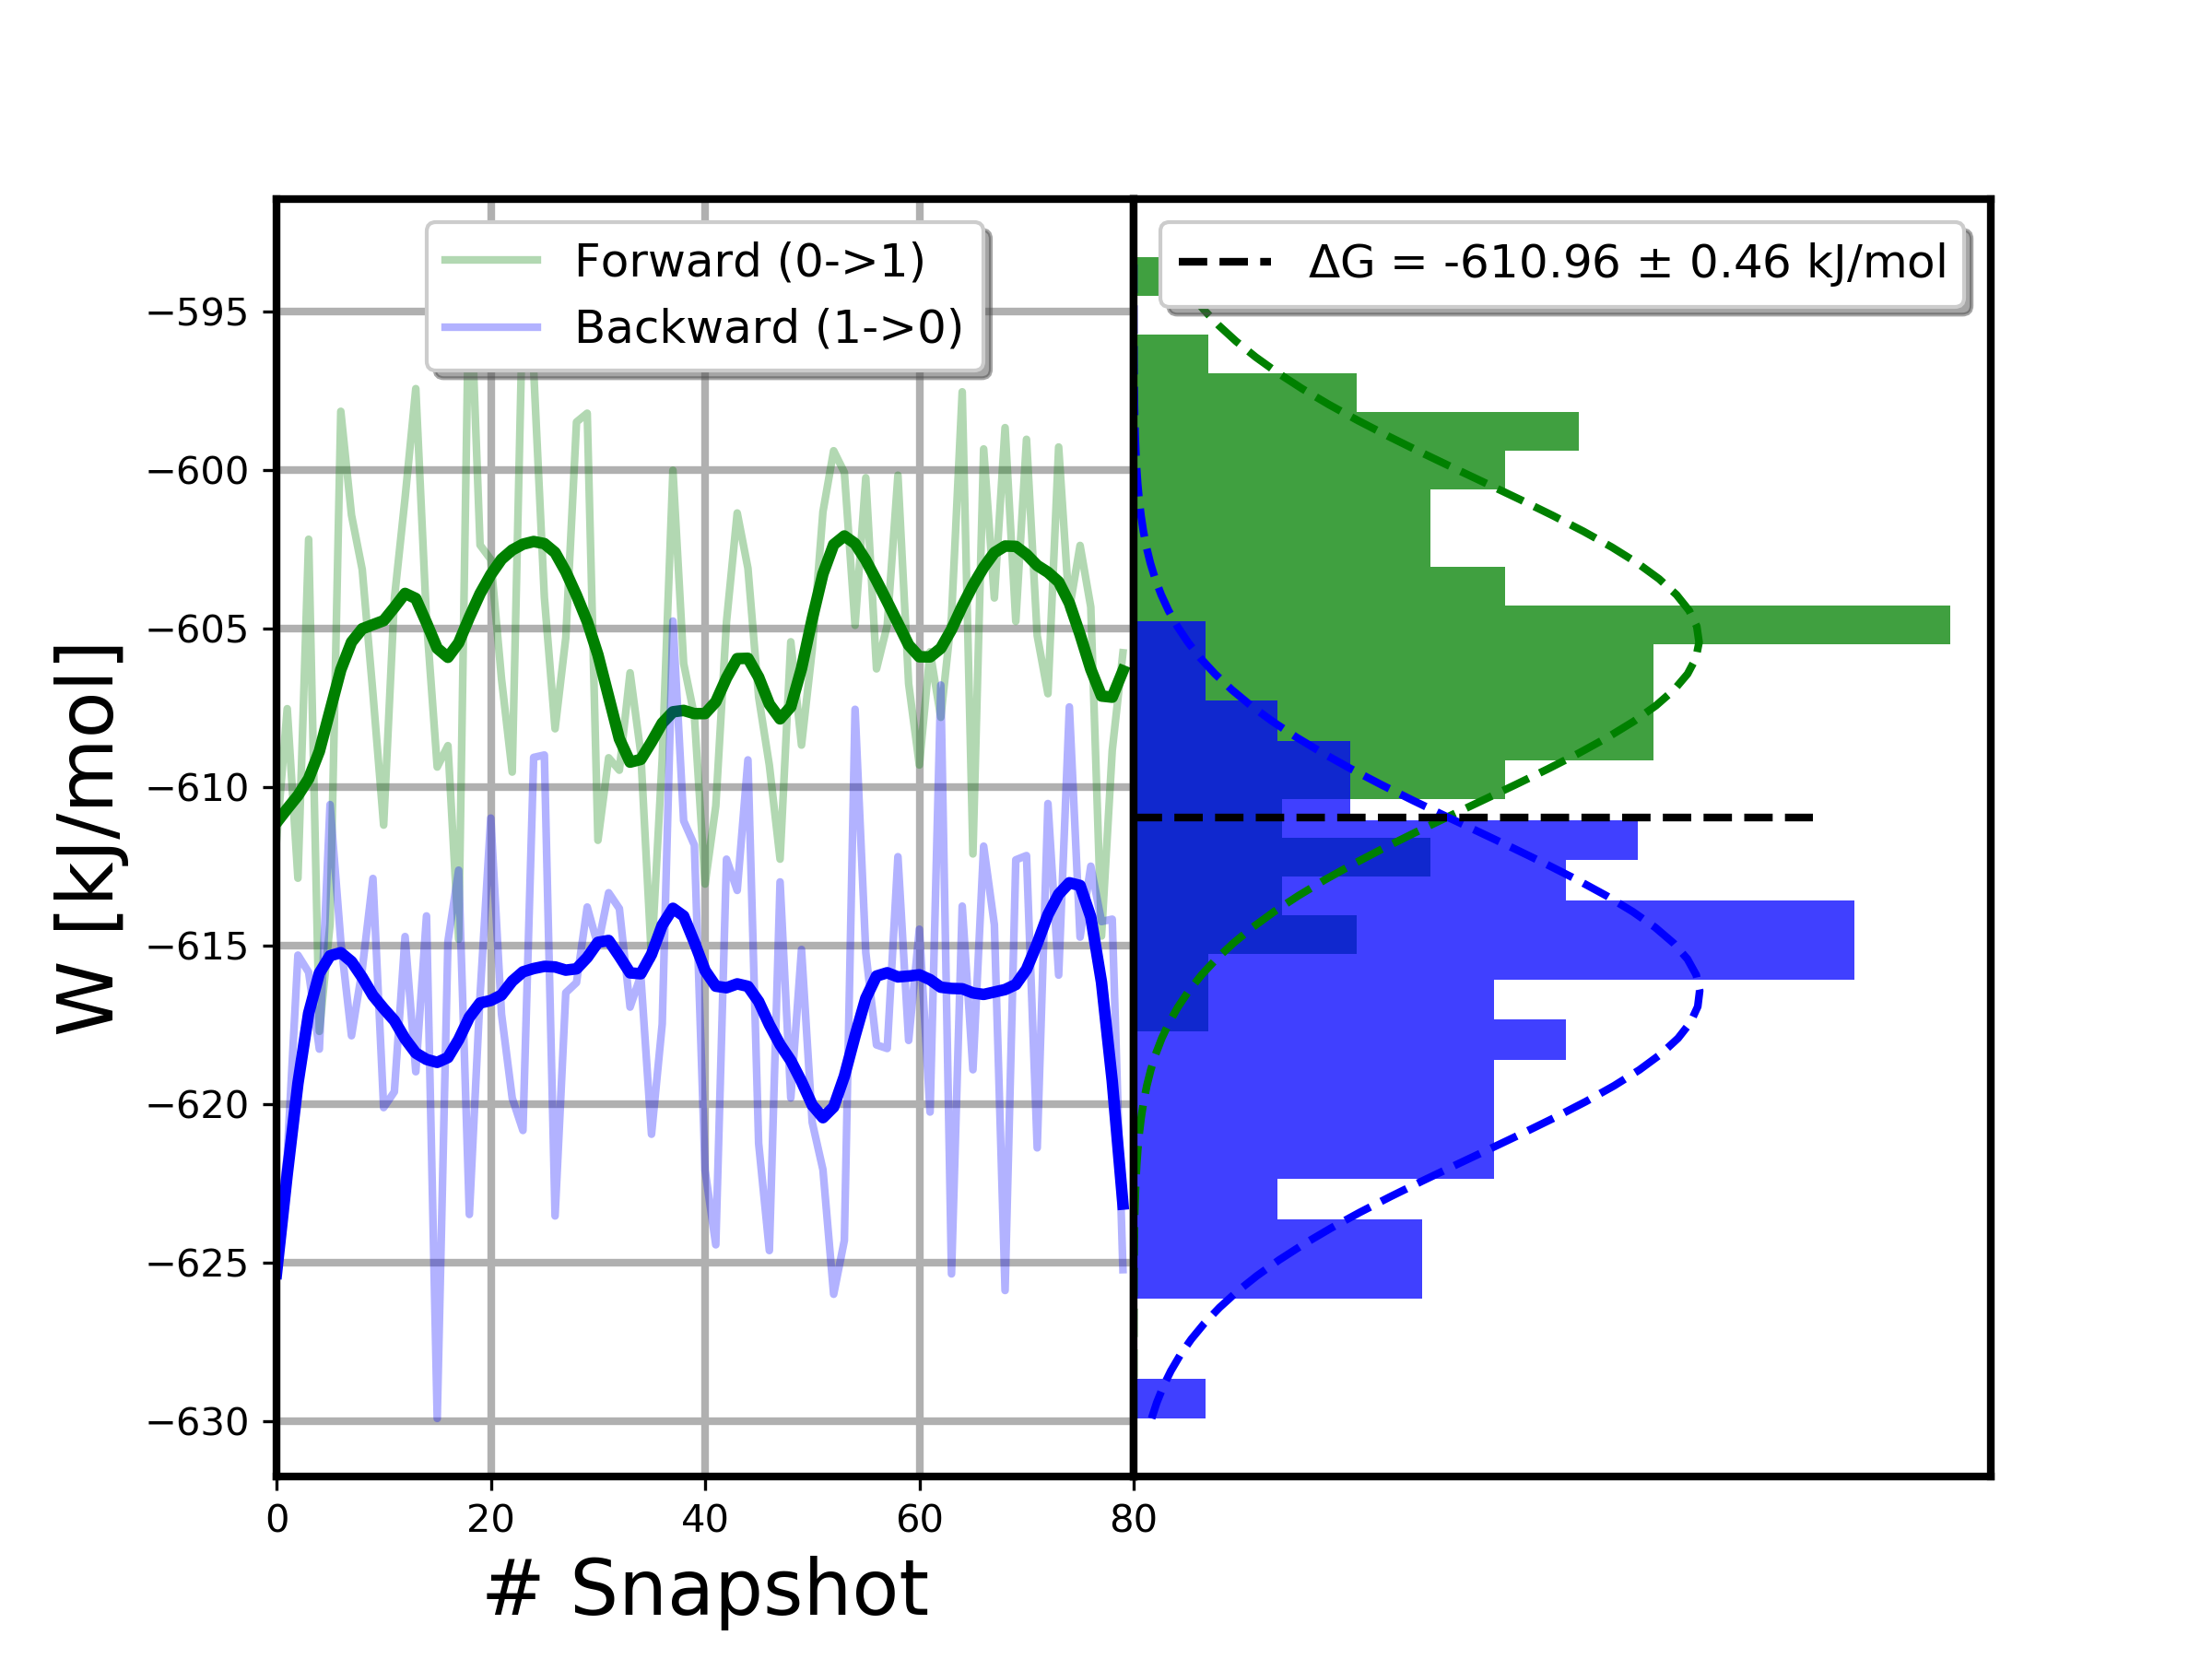 Forward (0->1)
Backward (1->0)
ΔG = -610.96 ± 0.46 kJ/mol
W [kJ/mol]
−595
−600
−605
−610
−615
−620
−625
−630
0 20 40 60 80
# Snapshot